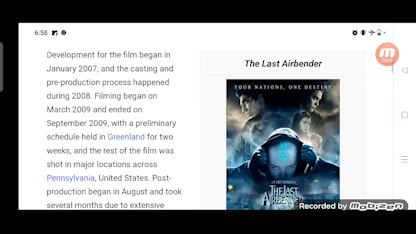 6:58
Development for the film began in
January 2007, and the casting and
pre-production process happened
during 2008. Filming began on
March 2009 and ended on
September 2009, with a preliminary
schedule held in Greenland for two
weeks, and the rest of the film was
shot in major locations across
Pennsylvania, United States. Post-
production began in August and took
several months due to extensive
The Last Airbender
FOUR NATIONS, ONE DESTINY
THE LAST
AIRBENDER
Recorded by Mobizen